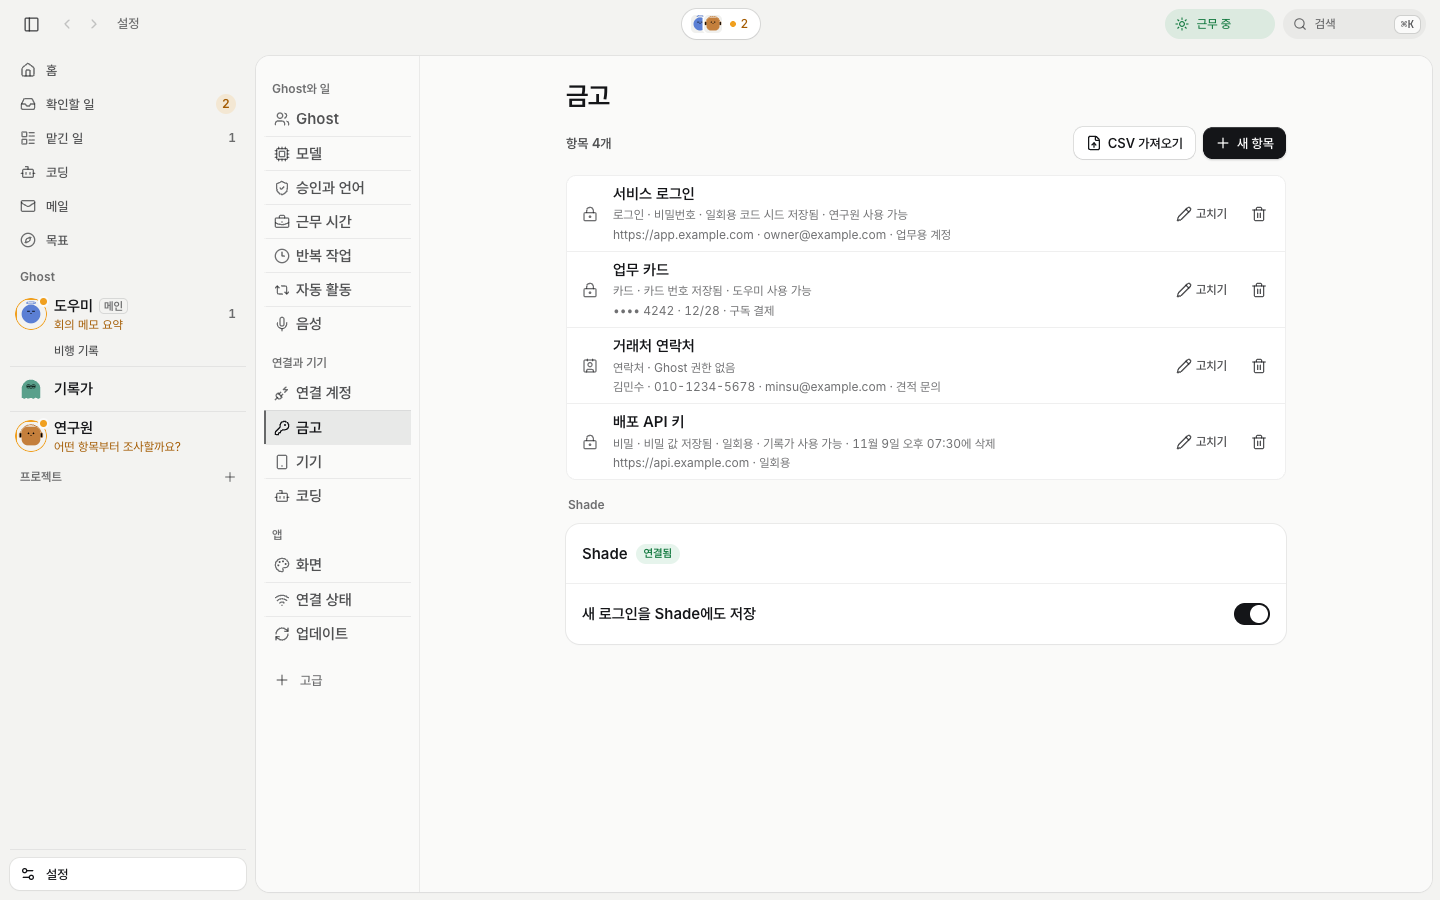 설정
2
근무 중
검색
⌘K
홈
확인할 일
2
맡긴 일
1
코딩
메일
목표
Ghost
도우미
메인
회의 메모 요약
1
비행 기록
기록가
연구원
어떤 항목부터 조사할까요?
프로젝트
설정
Ghost와 일
Ghost
모델
승인과 언어
근무 시간
반복 작업
자동 활동
음성
연결과 기기
연결 계정
금고
기기
코딩
앱
화면
연결 상태
업데이트
고급
금고
항목 4개
CSV 가져오기
새 항목
서비스 로그인
로그인 · 비밀번호 · 일회용 코드 시드 저장됨 · 연구원 사용 가능
https://app.example.com · owner@example.com · 업무용 계정
고치기
업무 카드
카드 · 카드 번호 저장됨 · 도우미 사용 가능
•••• 4242 · 12/28 · 구독 결제
고치기
거래처 연락처
연락처 · Ghost 권한 없음
김민수 · 010-1234-5678 · minsu@example.com · 견적 문의
고치기
배포 API 키
비밀 · 비밀 값 저장됨 · 일회용 · 기록가 사용 가능 · 11월 9일 오후 07:30에 삭제
https://api.example.com · 일회용
고치기
Shade
Shade
연결됨
새 로그인을 Shade에도 저장